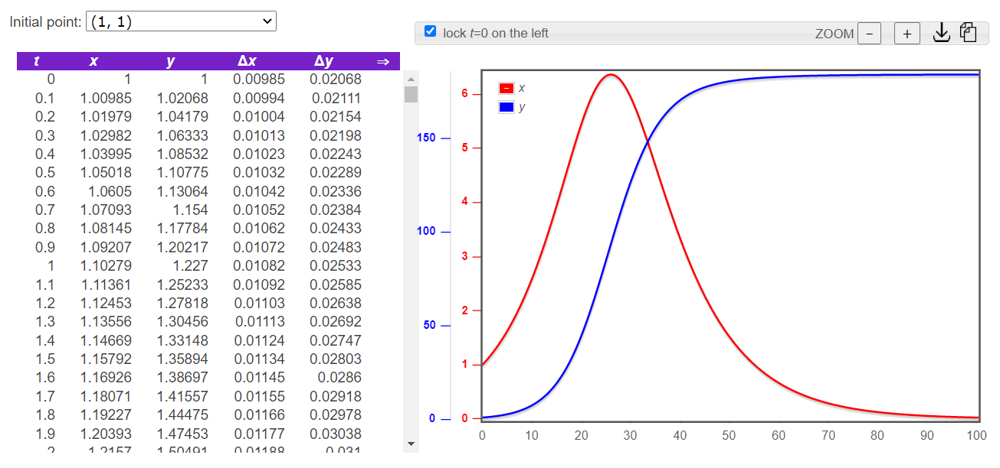 Initial point: (1, 1)
lock t=0 on the left
ZOOM - +
t x y Δx Δy ⇒
0 1 1 0.00985 0.02068
0.1 1.00985 1.02068 0.00994 0.02111
0.2 1.01979 1.04179 0.01004 0.02154
0.3 1.02982 1.06333 0.01013 0.02198
0.4 1.03995 1.08532 0.01023 0.02243
0.5 1.05018 1.10775 0.01032 0.02289
0.6 1.0605 1.13064 0.01042 0.02336
0.7 1.07093 1.154 0.01052 0.02384
0.8 1.08145 1.17784 0.01062 0.02433
0.9 1.09207 1.20217 0.01072 0.02483
1 1.10279 1.227 0.01082 0.02533
1.1 1.11361 1.25233 0.01092 0.02585
1.2 1.12453 1.27818 0.01103 0.02638
1.3 1.13556 1.30456 0.01113 0.02692
1.4 1.14669 1.33148 0.01124 0.02747
1.5 1.15792 1.35894 0.01134 0.02803
1.6 1.16926 1.38697 0.01145 0.0286
1.7 1.18071 1.41557 0.01155 0.02918
1.8 1.19227 1.44475 0.01166 0.02978
1.9 1.20393 1.47453 0.01177 0.03038
2 1.2157 1.50491 0.01188 0.031
x
y
150
100
50
0
6
5
4
3
2
1
0
0 10 20 30 40 50 60 70 80 90 100